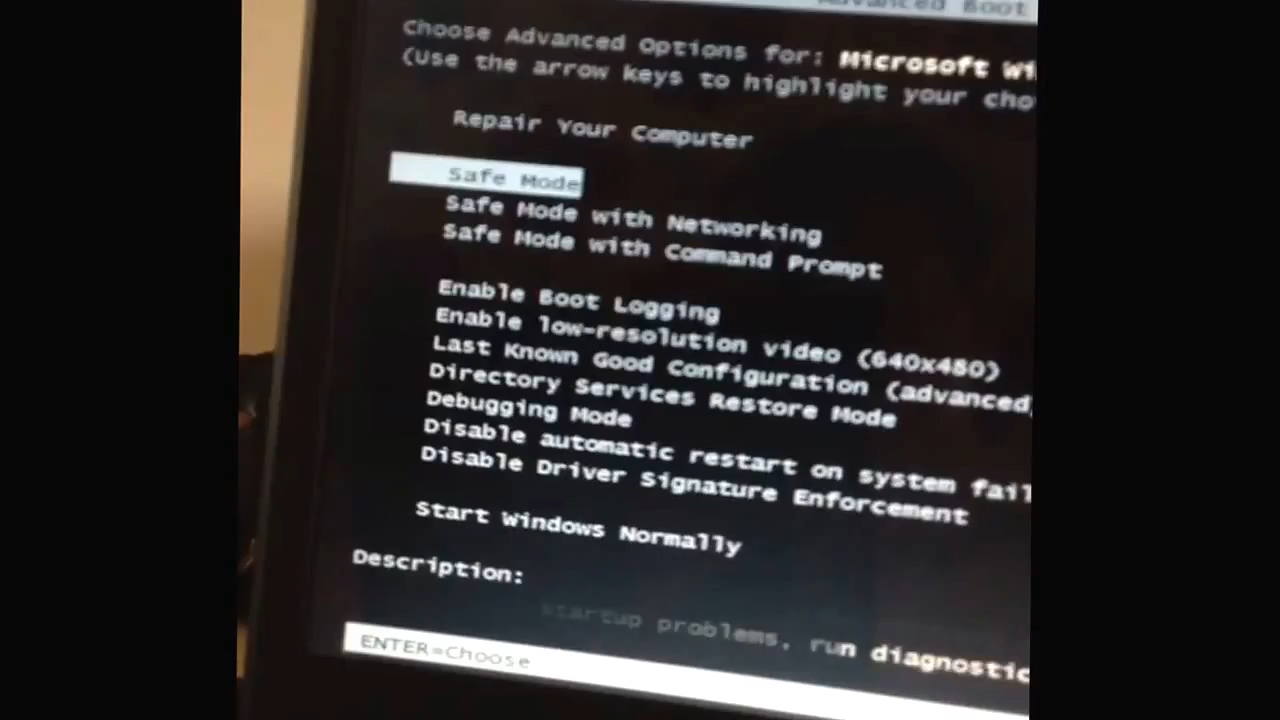 Advanced Boot
Choose Advanced Options for: Microsoft Wi
(Use the arrow keys to highlight your cho
Repair Your Computer
Safe Mode
Safe Mode with Networking
Safe Mode with Command Prompt
Enable Boot Logging
Enable low-resolution video (640x480)
Last Known Good Configuration (advanced
Directory Services Restore Mode
Debugging Mode
Disable automatic restart on system fail
Disable Driver Signature Enforcement
Start Windows Normally
Description:
startup problems, run diagnostic
ENTER=Choose